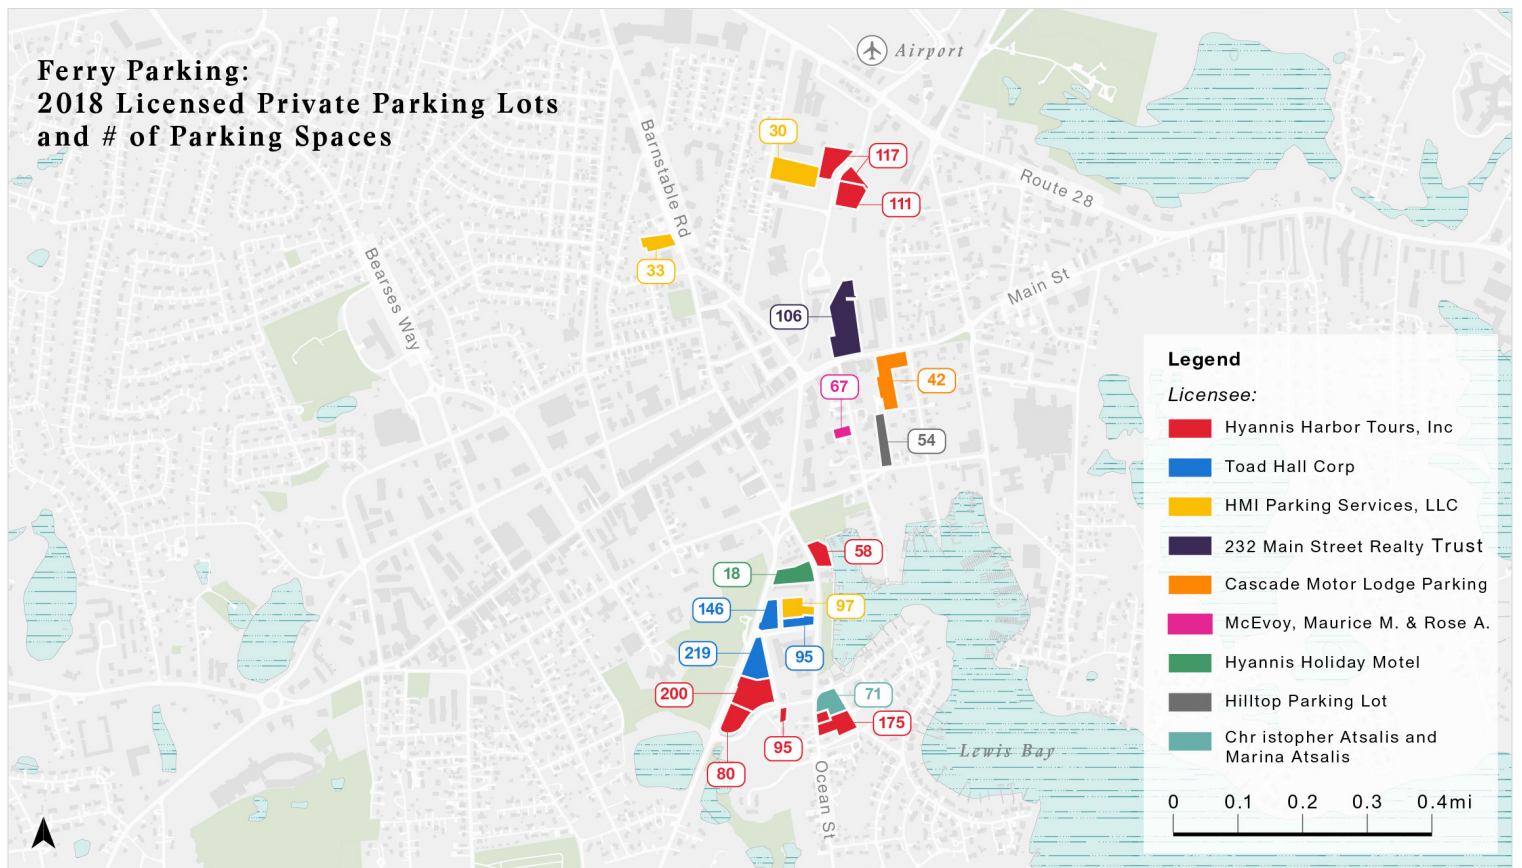 Ferry Parking:
2018 Licensed Private Parking Lots
and # of Parking Spaces
Airport
Barnstable Rd
Route 28
Bearses Way
Main St
30
117
111
33
106
67
42
54
58
18
146
97
219
95
200
71
175
95
80
Ocean St
Lewis Bay
Legend
Licensee:
Hyannis Harbor Tours, Inc
Toad Hall Corp
HMI Parking Services, LLC
232 Main Street Realty Trust
Cascade Motor Lodge Parking
McEvoy, Maurice M. & Rose A.
Hyannis Holiday Motel
Hilltop Parking Lot
Chr istopher Atsalis and
Marina Atsalis
0 0.1 0.2 0.3 0.4mi